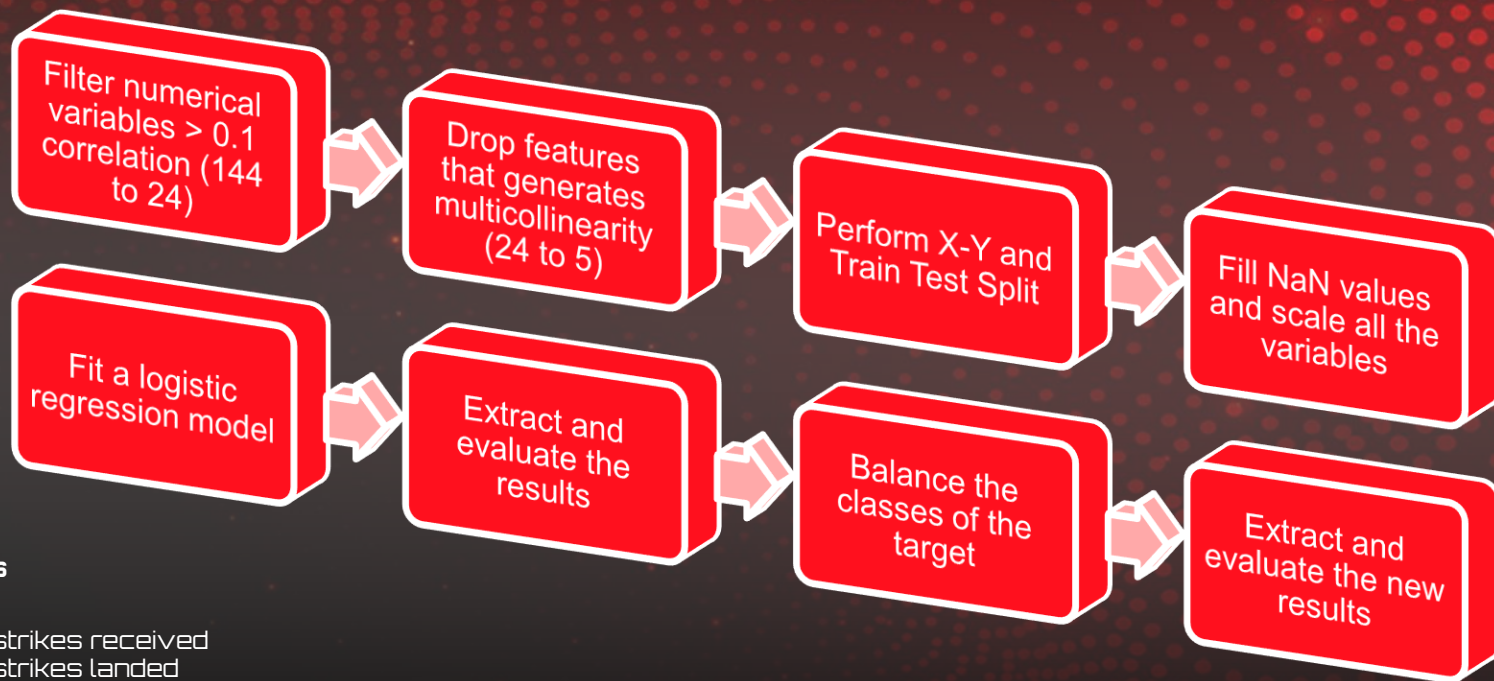 Filter numerical
variables > 0.1
correlation (144
to 24)
Drop features
that generates
multicollinearity
(24 to 5)
Perform X-Y and
Train Test Split
Fill NaN values
and scale all the
variables
Fit a logistic
regression model
Extract and
evaluate the
results
Balance the
classes of the
target
Extract and
evaluate the new
results
strikes received
strikes landed